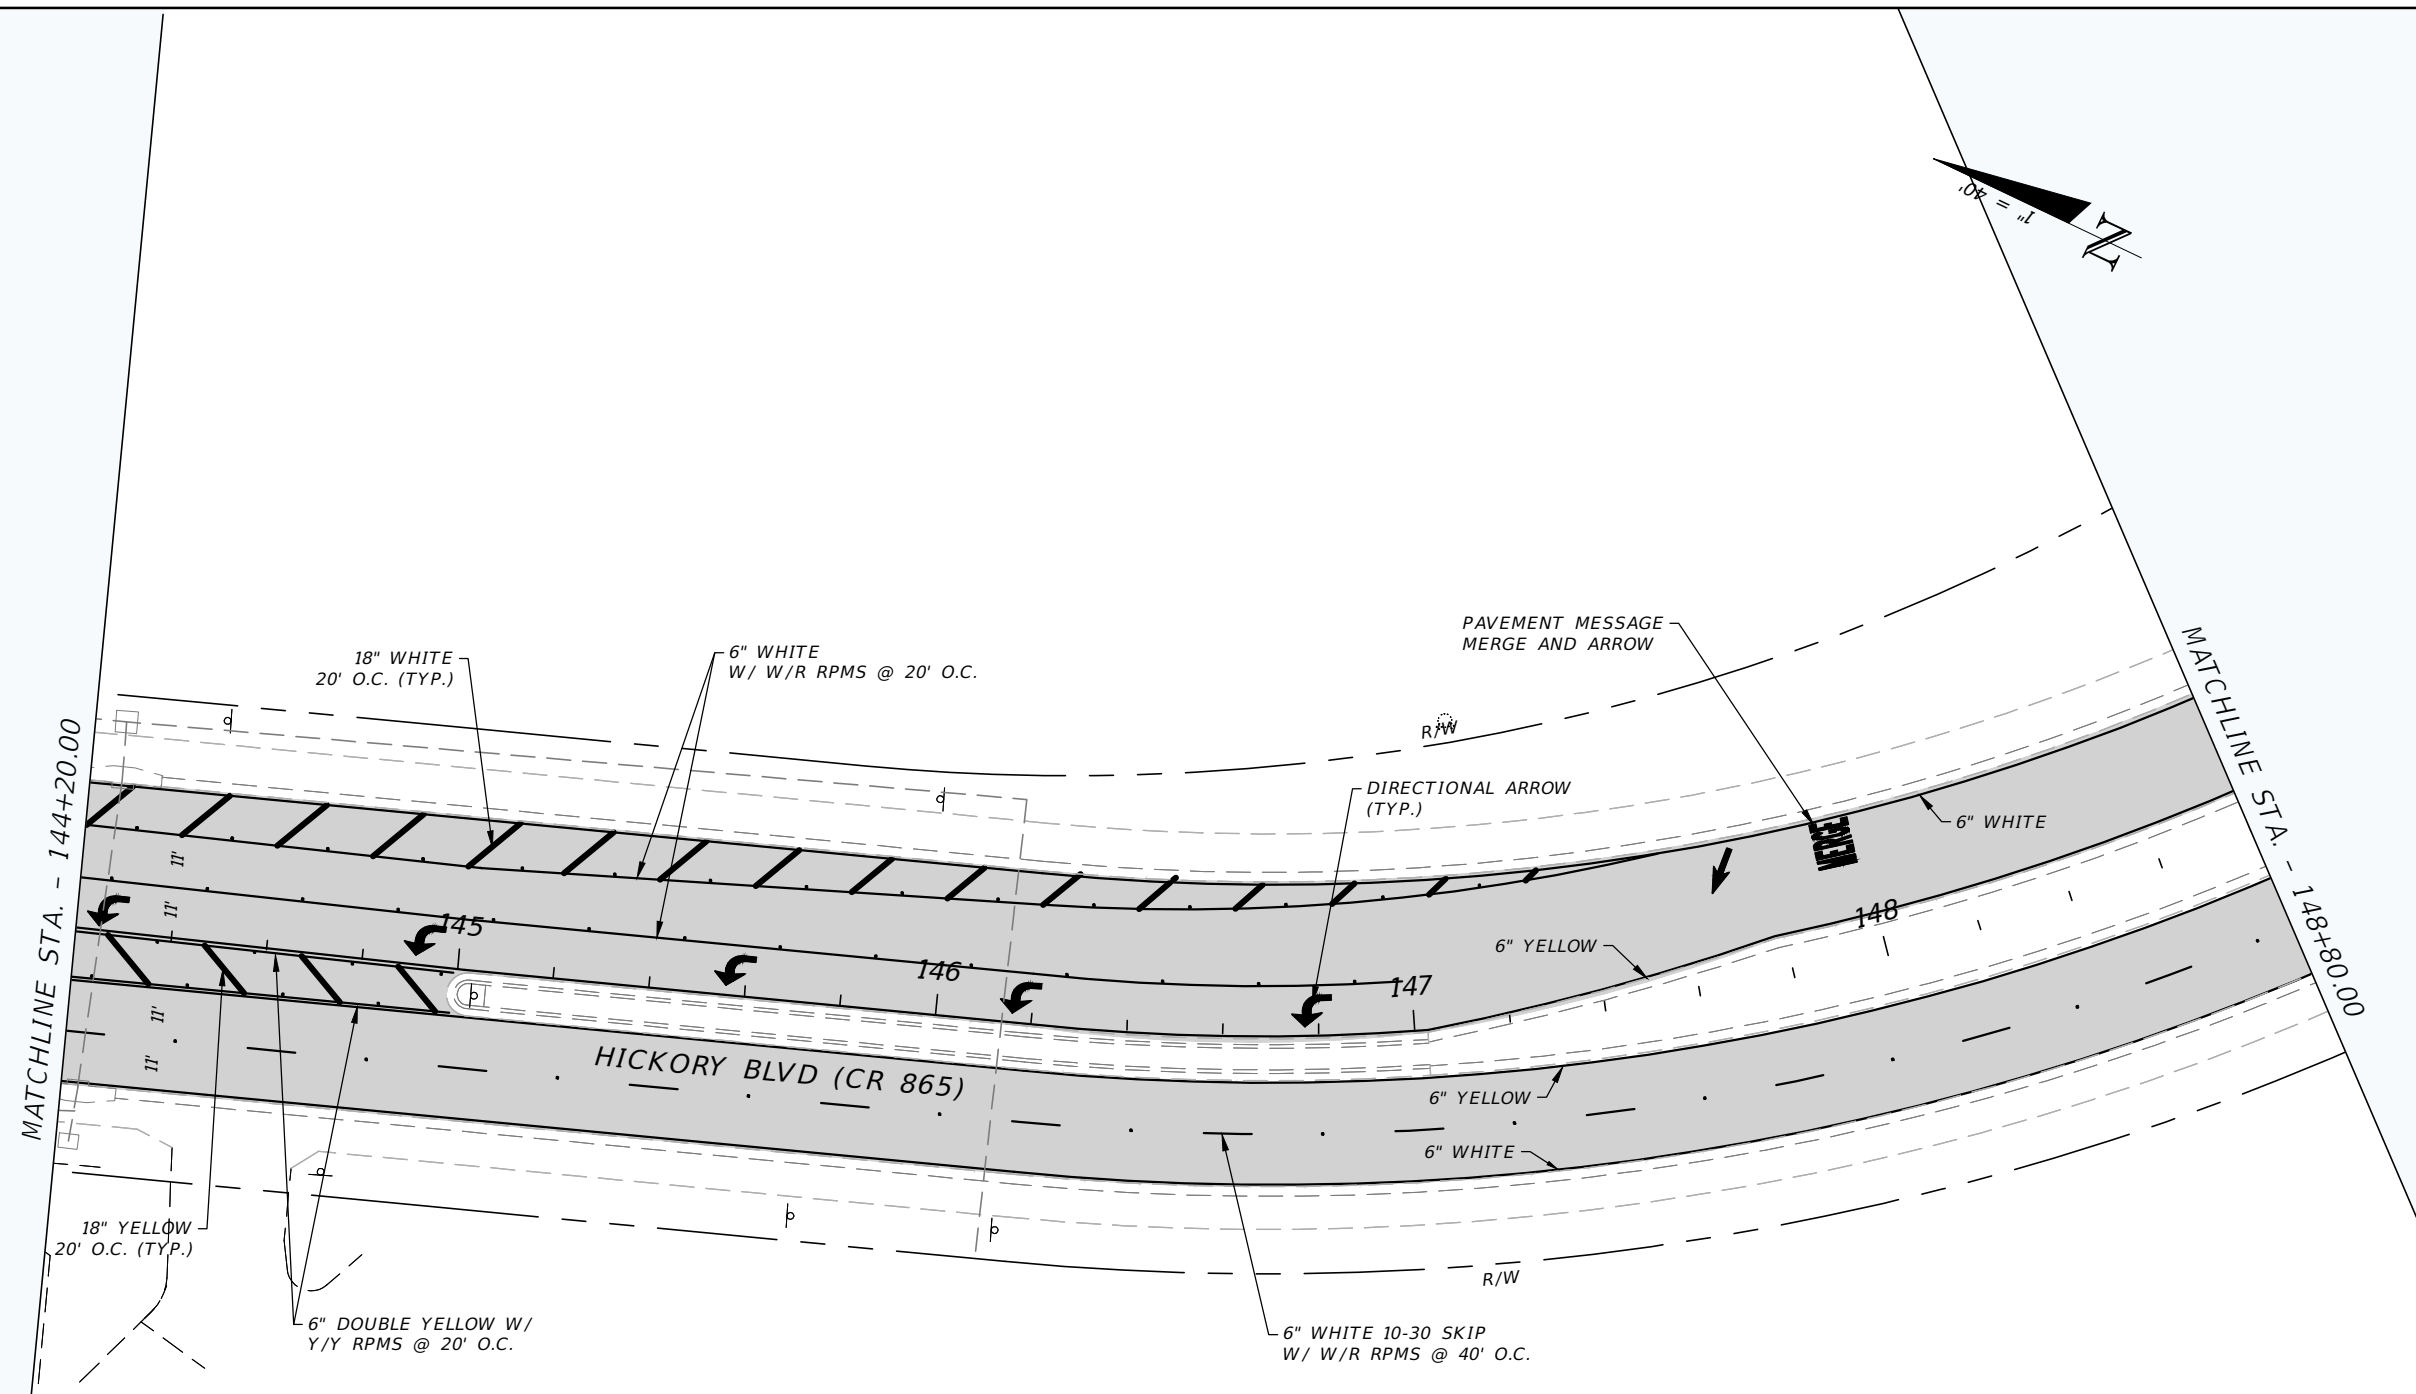 1" = 40'
N
PAVEMENT MESSAGE
MERGE AND ARROW
18" WHITE
20' O.C. (TYP.)
6" WHITE
W/ W/R RPMS @ 20' O.C.
R/W
DIRECTIONAL ARROW
(TYP.)
MATCHLINE STA. - 144+20.00
MATCHLINE STA. - 148+80.00
6" WHITE
MERGE
11'
11'
145
146
147
148
6" YELLOW
11'
11'
HICKORY BLVD (CR 865)
6" YELLOW
6" WHITE
18" YELLOW
20' O.C. (TYP.)
R/W
6" DOUBLE YELLOW W/
Y/Y RPMS @ 20' O.C.
6" WHITE 10-30 SKIP
W/ W/R RPMS @ 40' O.C.